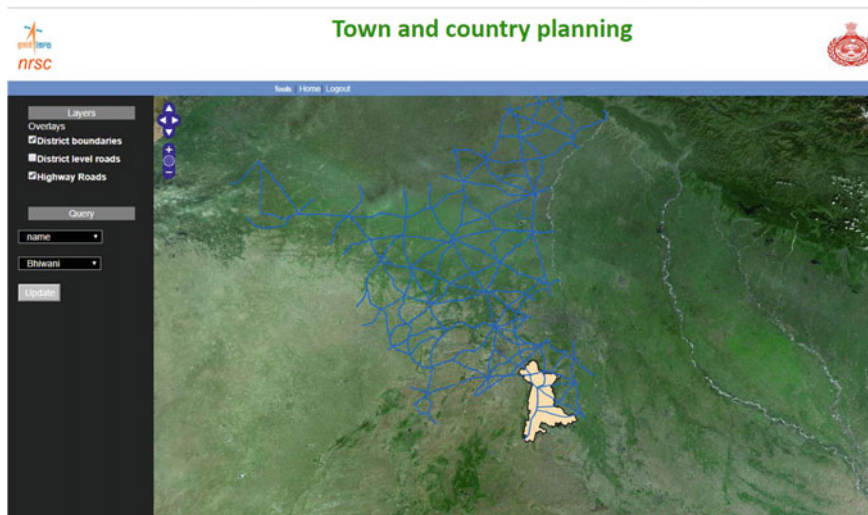 Town and country planning
nrsc
Tools | Home | Logout
Layers
Overlays
District boundaries
District level roads
Highway Roads
Query
name
Bhiwani
Update